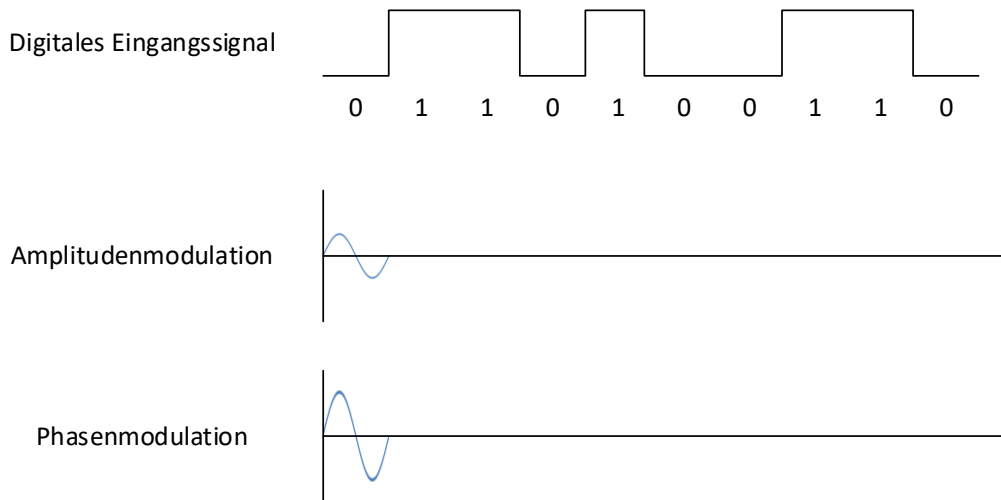 Digitales Eingangssignal
0 1 1 0 1 0 0 1 1 0
Amplitudenmodulation
Phasenmodulation